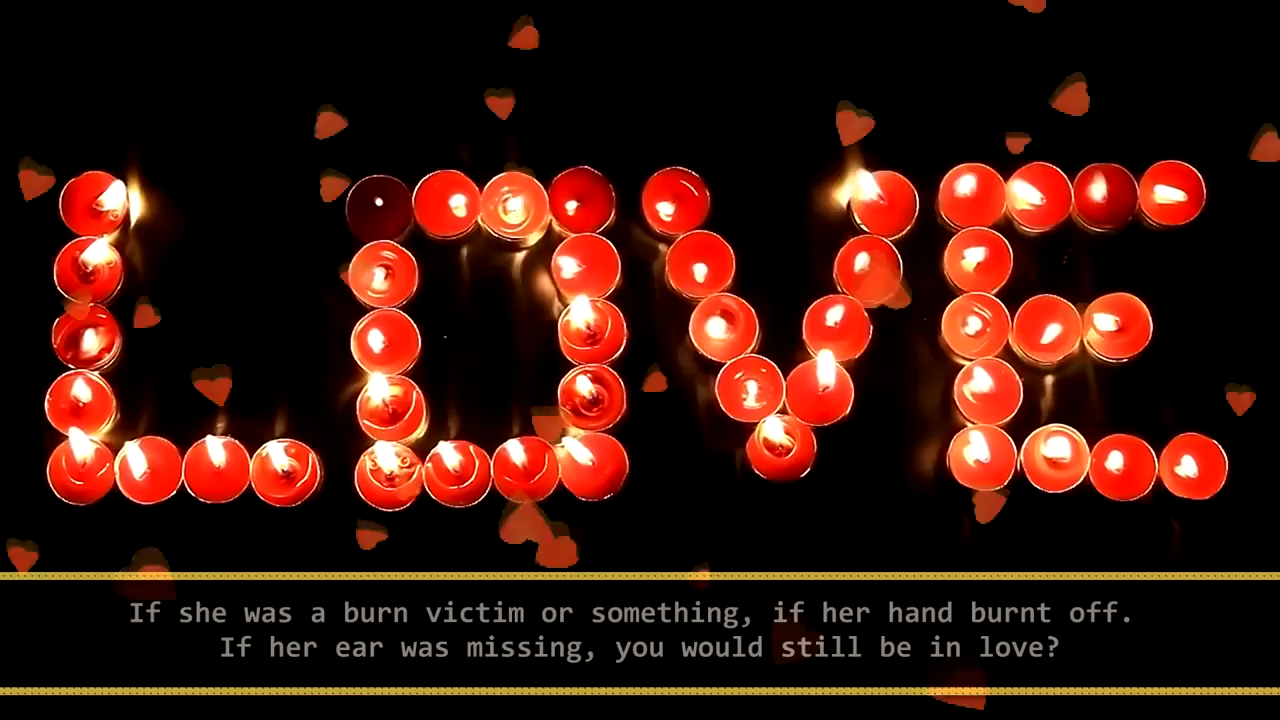 LOVE
If she was a burn victim or something, if her hand burnt off.
If her ear was missing, you would still be in love?